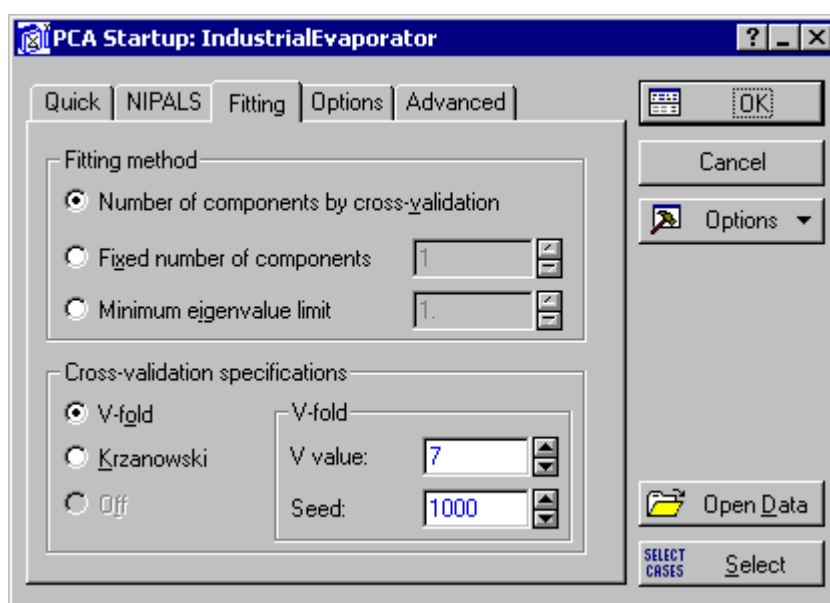 PCA Startup: IndustrialEvaporator
Quick NIPALS Fitting Options Advanced
Fitting method
Number of components by cross-validation
Fixed number of components 1
Minimum eigenvalue limit 1.
Cross-validation specifications
V-fold
Krzanowski
Off
V-fold
V value: 7
Seed: 1000
OK
Cancel
Options
Open Data
SELECT CASES Select